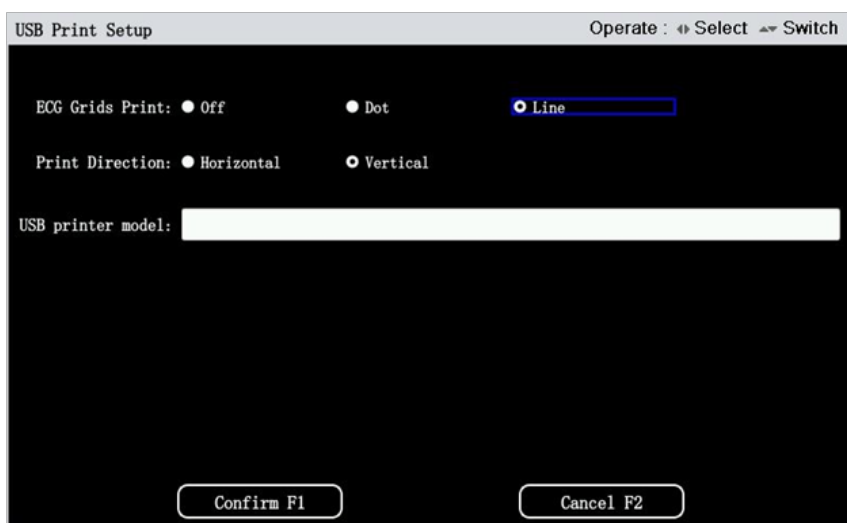 USB Print Setup Operate : Select Switch
ECG Grids Print: Off Dot Line
Print Direction: Horizontal Vertical
USB printer model:
Confirm F1 Cancel F2